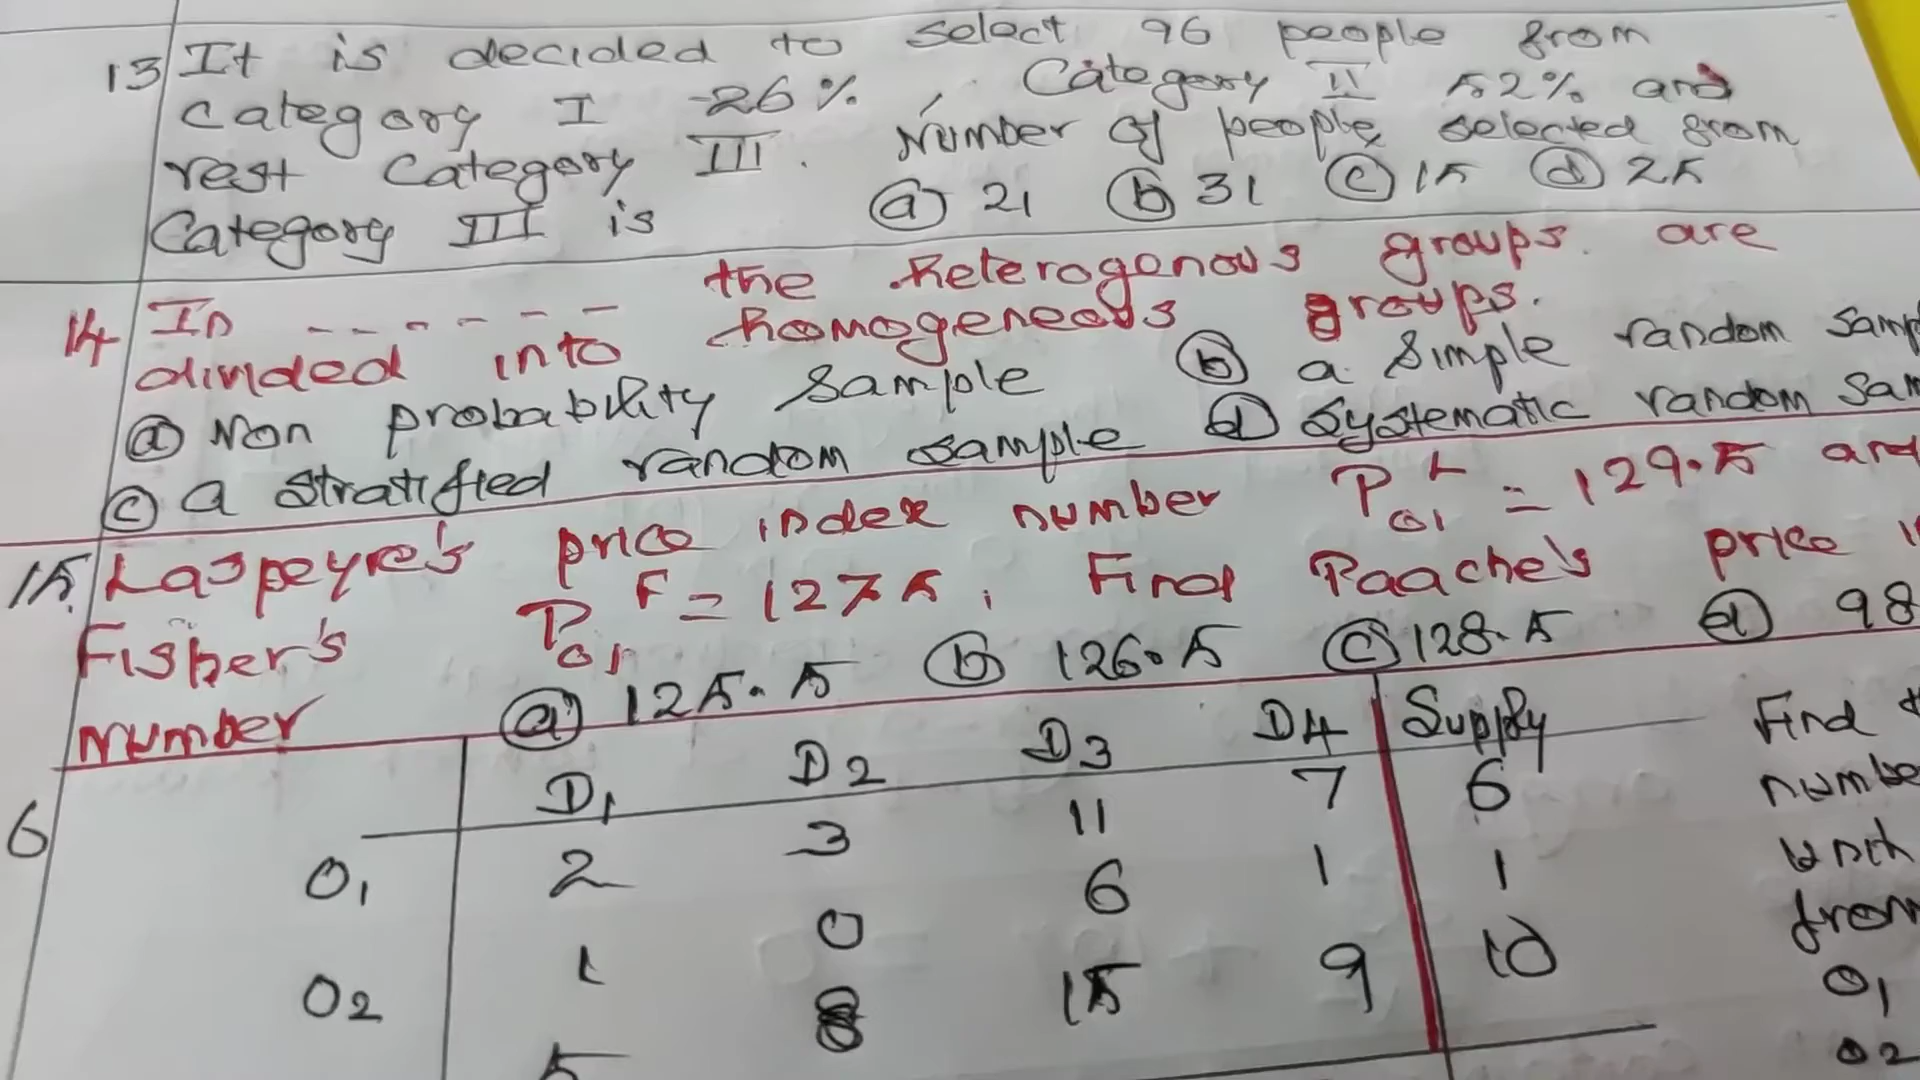 13 It is decided to select 96 people from
category I -26%, Category II 52% and
rest category III. Number of people selected from
Category III is (a) 21 (b) 31 (c) 15 (d) 25
14 In ------- the heterogonous groups. are
divided into homogeneous groups.
(a) Non probability sample (b) a simple random
(c) a stratified random sample (d) Systematic random
15. Laspeyre's price index number P01 L = 129.5 and
Fisher's P01 F = 127.5, Find Paache's price
number (a) 125.5 (b) 126.5 (c) 128.5 (d) 98
D1 D2 D3 D4 Supply Find
6 O1 2 3 11 7 6
O2 1 0 6 1 1 from
5 8 15 9 10 O1
O2